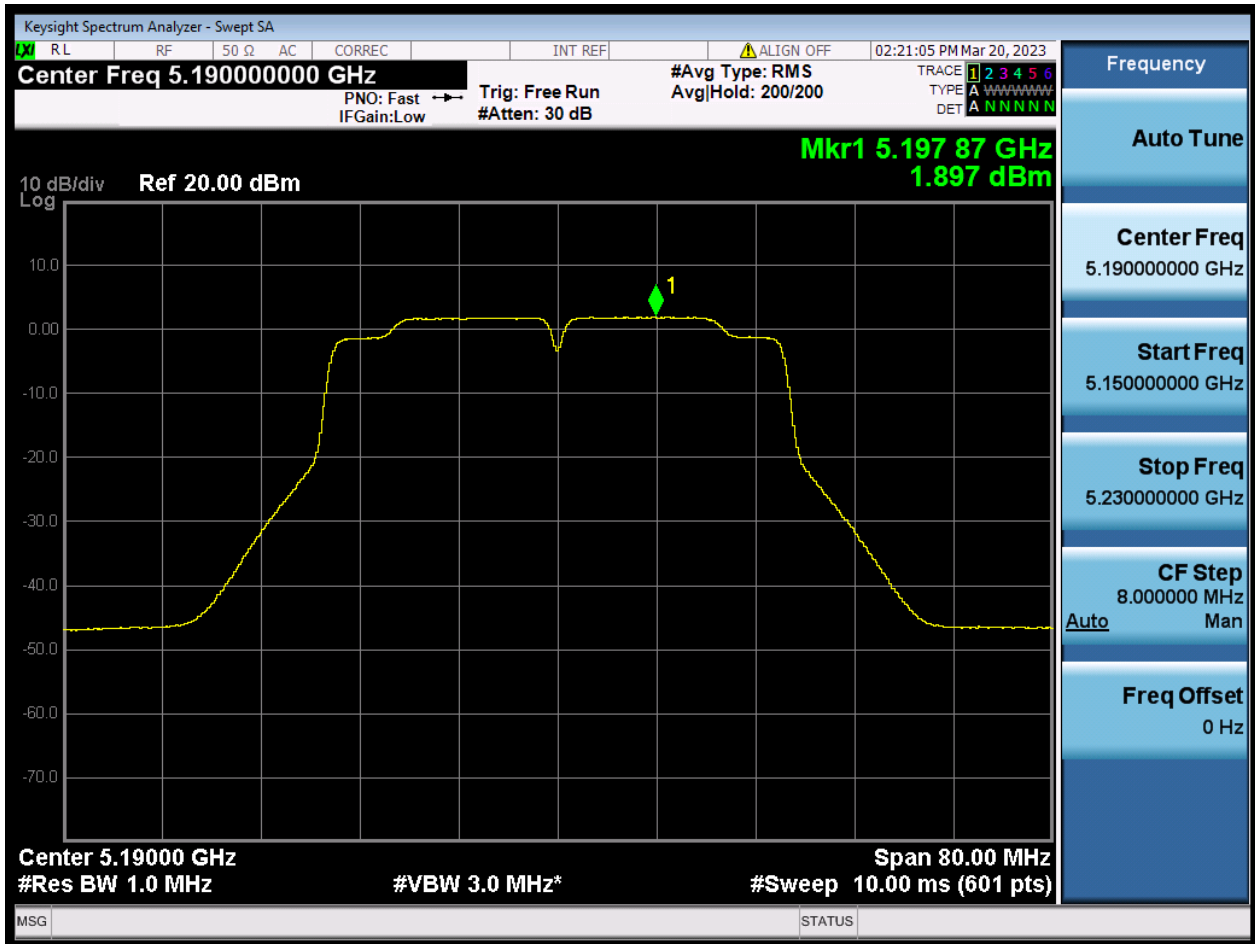 Keysight Spectrum Analyzer - Swept SA
LXI RL RF 50 Ω AC CORREC INT REF ALIGN OFF 02:21:05 PM Mar 20, 2023
Center Freq 5.190000000 GHz
PNO: Fast
IFGain:Low
Trig: Free Run
#Atten: 30 dB
#Avg Type: RMS
Avg|Hold: 200/200
TRACE 1 2 3 4 5 6
TYPE A WWWWW
DET A N N N N N
Mkr1 5.197 87 GHz
1.897 dBm
10 dB/div Ref 20.00 dBm
Log
10.0
0.00
-10.0
-20.0
-30.0
-40.0
-50.0
-60.0
-70.0
1
Center 5.19000 GHz Span 80.00 MHz
#Res BW 1.0 MHz #VBW 3.0 MHz* #Sweep 10.00 ms (601 pts)
MSG STATUS
Frequency
Auto Tune
Center Freq
5.190000000 GHz
Start Freq
5.150000000 GHz
Stop Freq
5.230000000 GHz
CF Step
8.000000 MHz
Auto Man
Freq Offset
0 Hz